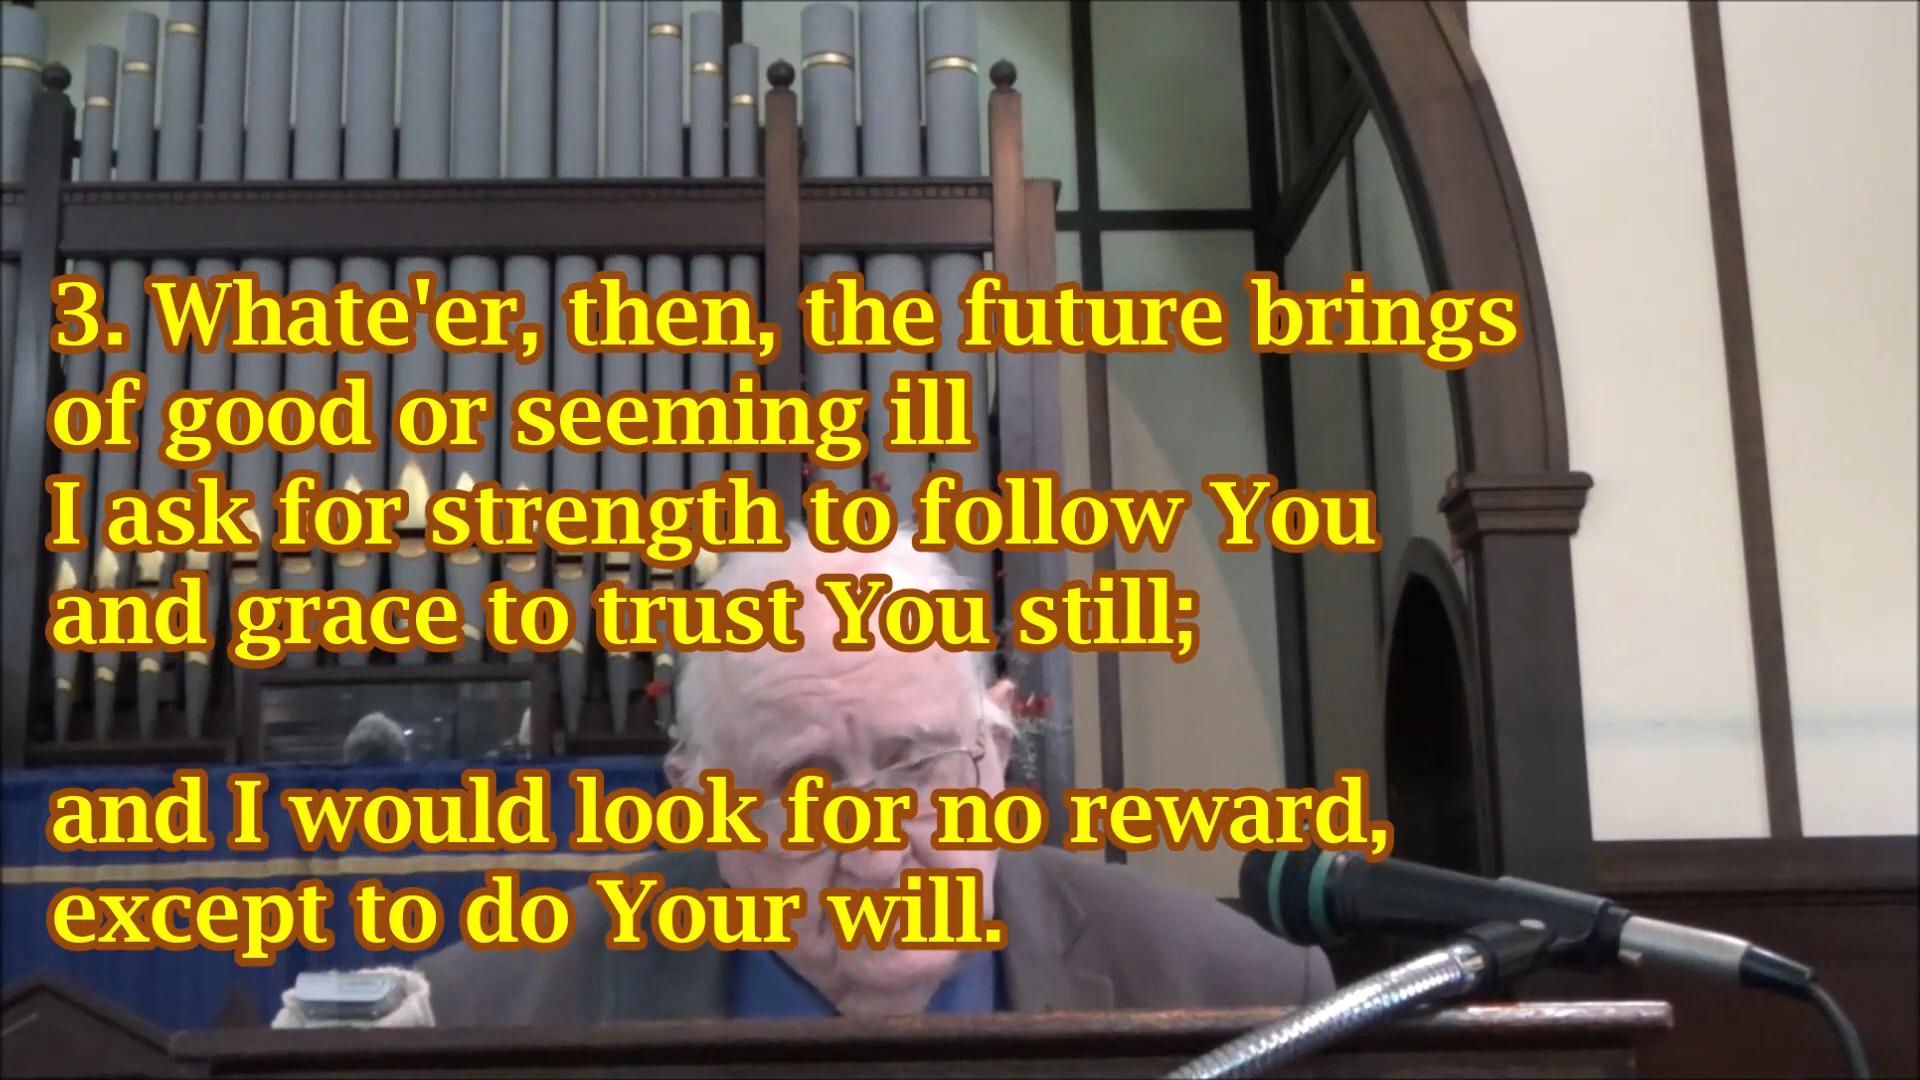 3. Whate'er, then, the future brings
of good or seeming ill
I ask for strength to follow You
and grace to trust You still;
and I would look for no reward,
except to do Your will.